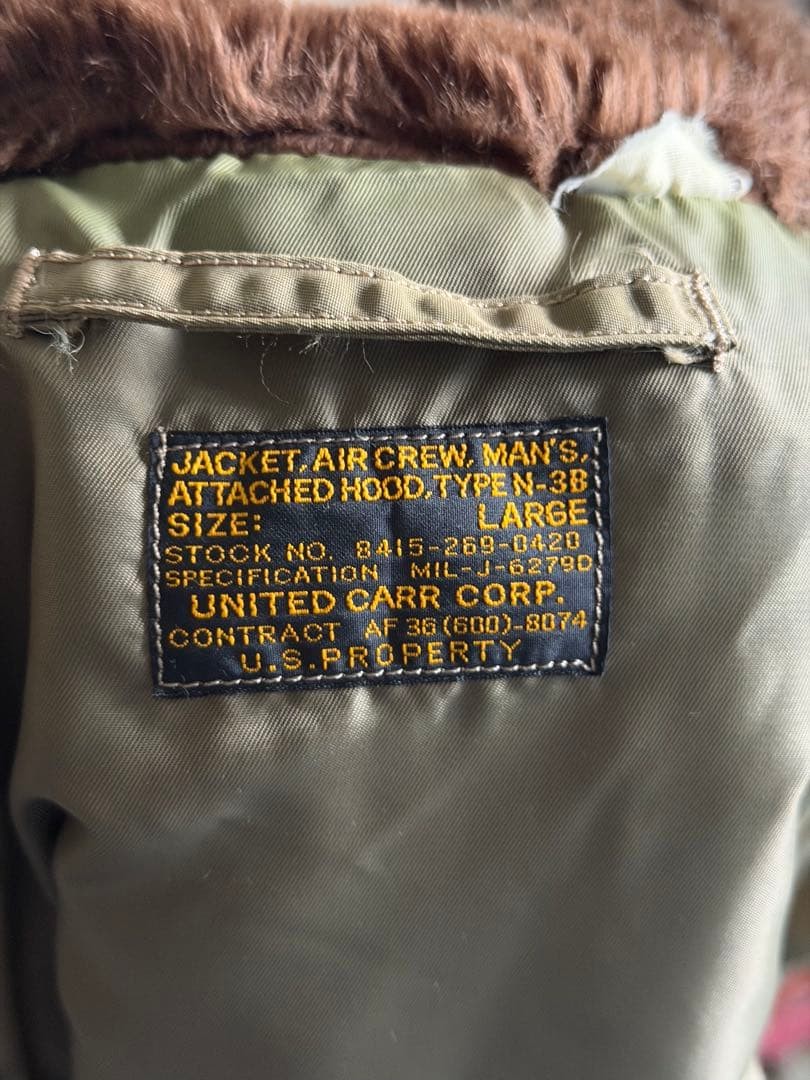 JACKET, AIR CREW, MAN'S,
ATTACHED HOOD, TYPE N-3B
SIZE: LARGE
STOCK NO. 8415-269-0420
SPECIFICATION MIL-J-6279D
UNITED CARR CORP.
CONTRACT AF 36(600)-8074
U.S.PROPERTY